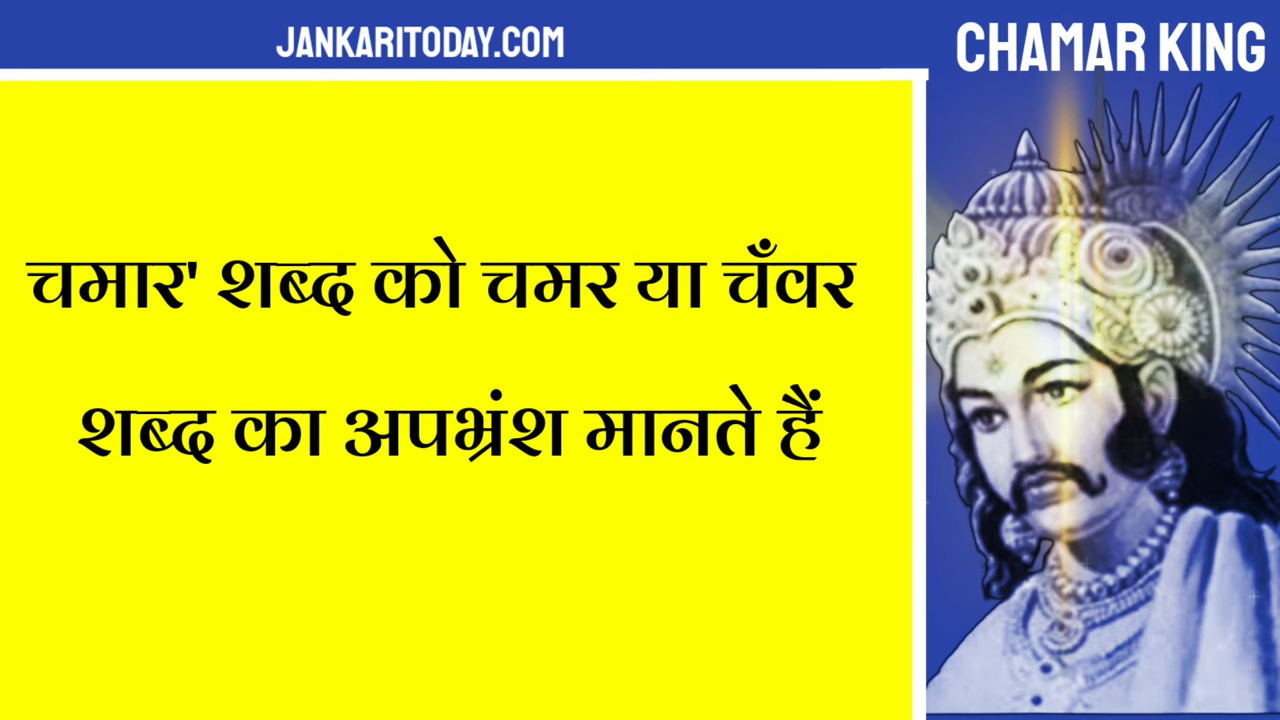 JANKARITODAY.COM
CHAMAR KING
चमार' शब्द को चमर या चँवर
शब्द का अपभ्रंश मानते हैं